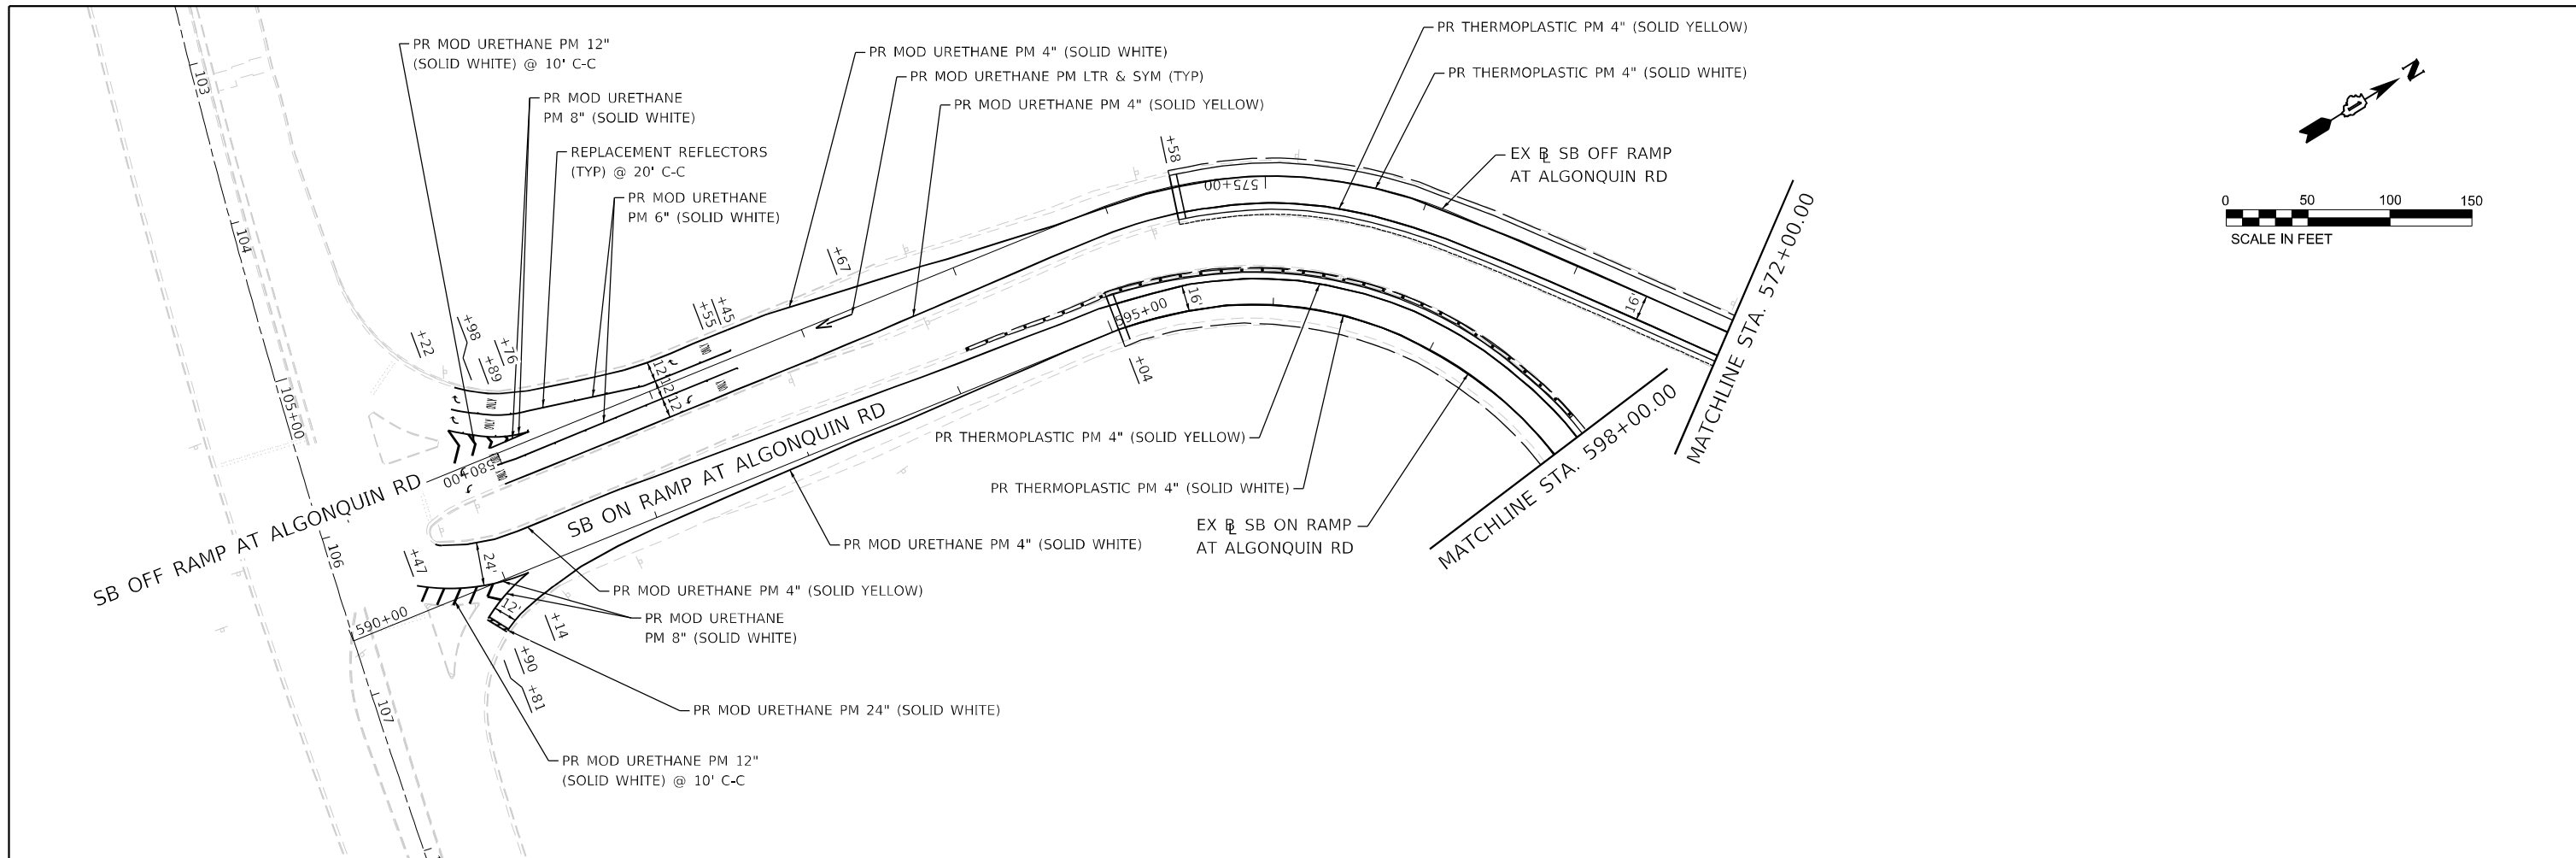 PR MOD URETHANE PM 12"
(SOLID WHITE) @ 10' C-C
PR MOD URETHANE
PM 8" (SOLID WHITE)
REPLACEMENT REFLECTORS
(TYP) @ 20' C-C
PR MOD URETHANE
PM 6" (SOLID WHITE)
PR MOD URETHANE PM 4" (SOLID WHITE)
PR MOD URETHANE PM LTR & SYM (TYP)
PR MOD URETHANE PM 4" (SOLID YELLOW)
PR THERMOPLASTIC PM 4" (SOLID YELLOW)
PR THERMOPLASTIC PM 4" (SOLID WHITE)
EX BL SB OFF RAMP
AT ALGONQUIN RD
N
0 50 100 150
SCALE IN FEET
103
104
105+00
106
107
+22
+98
+89
+76
+55
+45
+67
+58
575+00
16'
MATCHLINE STA. 572+00.00
ONLY
ONLY
ONLY
ONLY
ONLY
ONLY
12'
12'
12'
580+00
595+00
16'
+04
SB OFF RAMP AT ALGONQUIN RD
SB ON RAMP AT ALGONQUIN RD
PR THERMOPLASTIC PM 4" (SOLID YELLOW)
PR THERMOPLASTIC PM 4" (SOLID WHITE)
EX BL SB ON RAMP
AT ALGONQUIN RD
MATCHLINE STA. 598+00.00
PR MOD URETHANE PM 4" (SOLID WHITE)
+47
24'
590+00
12'
+14
+90
+81
PR MOD URETHANE PM 4" (SOLID YELLOW)
PR MOD URETHANE
PM 8" (SOLID WHITE)
PR MOD URETHANE PM 24" (SOLID WHITE)
PR MOD URETHANE PM 12"
(SOLID WHITE) @ 10' C-C